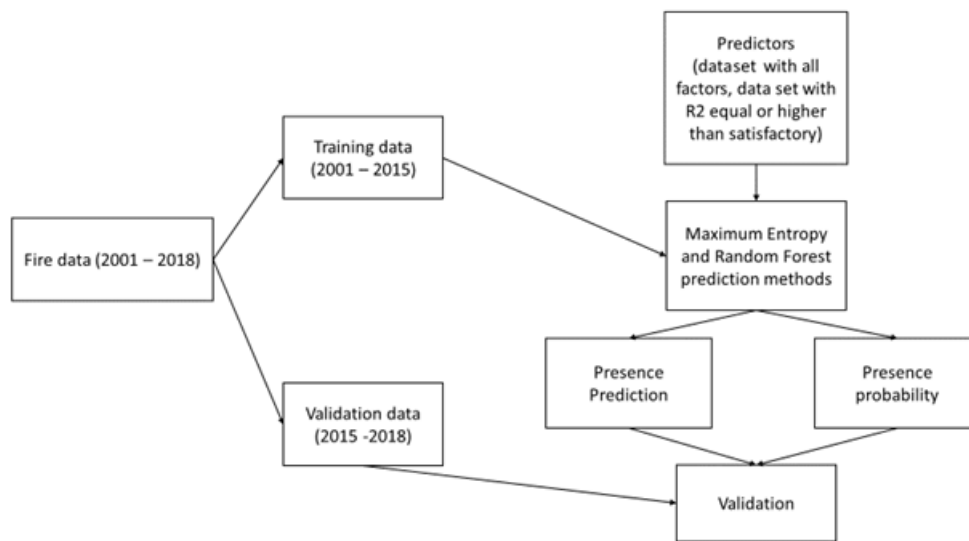 Predictors
(dataset with all
factors, data set with
R2 equal or higher
than satisfactory)
Training data
(2001 – 2015)
Fire data (2001 – 2018)
Maximum Entropy
and Random Forest
prediction methods
Presence
Prediction
Presence
probability
Validation data
(2015 -2018)
Validation